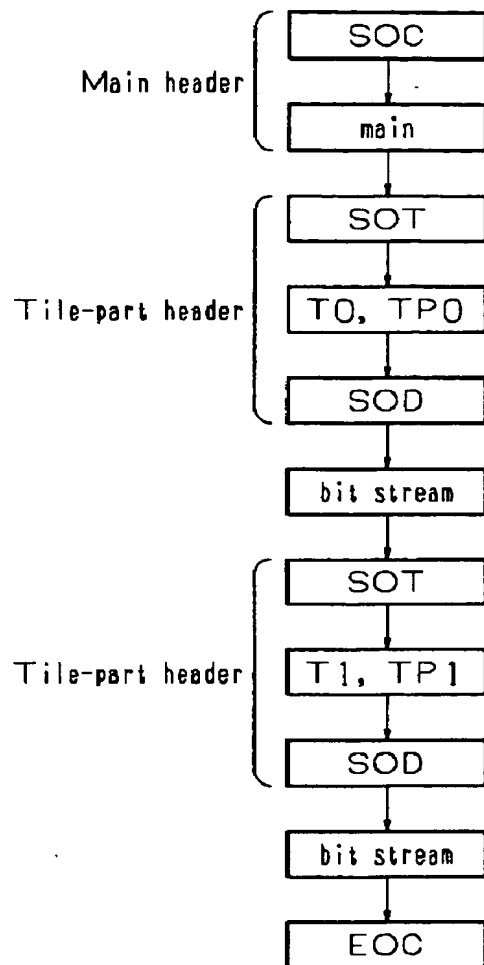 SOC
Main header
main
SOT
Tile-part header
T0, TP0
SOD
bit stream
SOT
Tile-part header
T1, TP1
SOD
bit stream
EOC